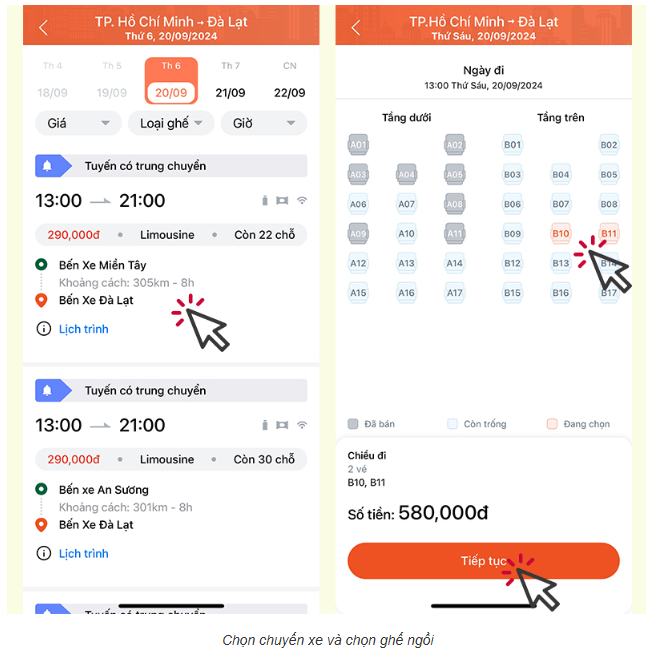 TP. Hồ Chí Minh → Đà Lạt
Thứ 6, 20/09/2024
Th 4 Th 5 Th 6 Th 7 CN
18/09 19/09 20/09 21/09 22/09
Giá Loại ghế Giờ
Tuyến có trung chuyển
13:00 21:00
290,000đ • Limousine • Còn 22 chỗ
Bến Xe Miền Tây
Khoảng cách: 305km - 8h
Bến Xe Đà Lạt
Lịch trình
Tuyến có trung chuyển
13:00 21:00
290,000đ • Limousine • Còn 30 chỗ
Bến xe An Sương
Khoảng cách: 301km - 8h
Bến Xe Đà Lạt
Lịch trình
Tuyến có trung chuyển
TP.Hồ Chí Minh → Đà Lạt
Thứ Sáu, 20/09/2024
Ngày đi
13:00 Thứ Sáu, 20/09/2024
Tầng dưới Tầng trên
A01 A02 B01 B02
A03 A04 A05 B03 B04 B05
A06 A07 A08 B06 B07 B08
A09 A10 A11 B09 B10 B11
A12 A13 A14 B12 B13 B14
A15 A16 A17 B15 B16 B17
Đã bán Còn trống Đang chọn
Chiều đi
2 vé
B10, B11
Số tiền: 580,000đ
Tiếp tục
Chọn chuyến xe và chọn ghế ngồi